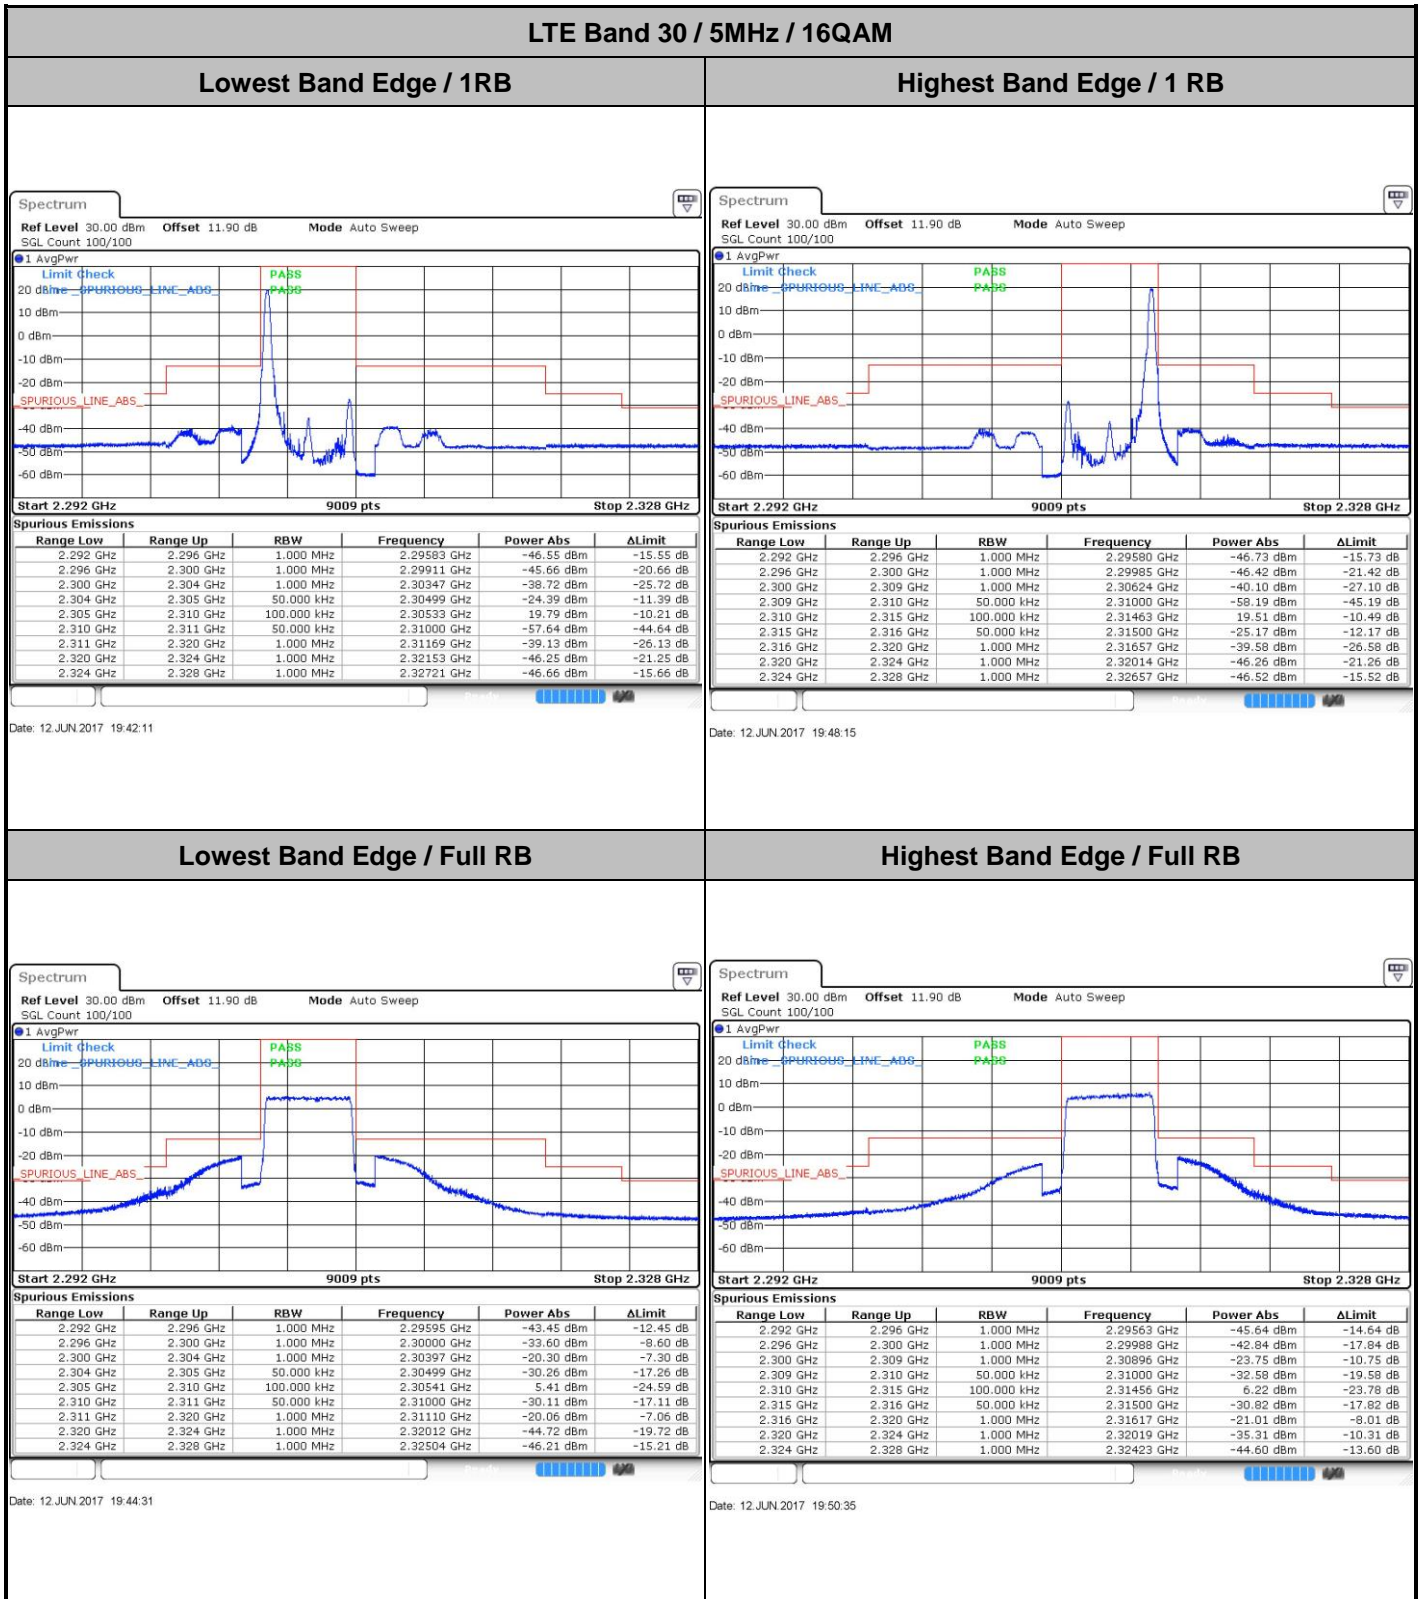 LTE Band 30 / 5MHz / 16QAM
Lowest Band Edge / 1RB
Highest Band Edge / 1 RB
Spectrum
Ref Level 30.00 dBm Offset 11.90 dB Mode Auto Sweep
SGL Count 100/100
1 AvgPwr
Limit Check PASS
20 dBm
Line _SPURIOUS_LINE_ABS_ PASS
10 dBm
0 dBm
-10 dBm
-20 dBm
_SPURIOUS_LINE_ABS_
-40 dBm
-50 dBm
-60 dBm
Start 2.292 GHz 9009 pts Stop 2.328 GHz
Spurious Emissions
Range Low Range Up RBW Frequency Power Abs ΔLimit
2.292 GHz 2.296 GHz 1.000 MHz 2.29583 GHz -46.55 dBm -15.55 dB
2.296 GHz 2.300 GHz 1.000 MHz 2.29911 GHz -45.66 dBm -20.66 dB
2.300 GHz 2.304 GHz 1.000 MHz 2.30347 GHz -38.72 dBm -25.72 dB
2.304 GHz 2.305 GHz 50.000 kHz 2.30499 GHz -24.39 dBm -11.39 dB
2.305 GHz 2.310 GHz 100.000 kHz 2.30533 GHz 19.79 dBm -10.21 dB
2.310 GHz 2.311 GHz 50.000 kHz 2.31000 GHz -57.64 dBm -44.64 dB
2.311 GHz 2.320 GHz 1.000 MHz 2.31169 GHz -39.13 dBm -26.13 dB
2.320 GHz 2.324 GHz 1.000 MHz 2.32153 GHz -46.25 dBm -21.25 dB
2.324 GHz 2.328 GHz 1.000 MHz 2.32721 GHz -46.66 dBm -15.66 dB
Date: 12.JUN.2017 19:42:11
Spectrum
Ref Level 30.00 dBm Offset 11.90 dB Mode Auto Sweep
SGL Count 100/100
1 AvgPwr
Limit Check PASS
20 dBm
Line _SPURIOUS_LINE_ABS_ PASS
10 dBm
0 dBm
-10 dBm
-20 dBm
_SPURIOUS_LINE_ABS_
-40 dBm
-50 dBm
-60 dBm
Start 2.292 GHz 9009 pts Stop 2.328 GHz
Spurious Emissions
Range Low Range Up RBW Frequency Power Abs ΔLimit
2.292 GHz 2.296 GHz 1.000 MHz 2.29580 GHz -46.73 dBm -15.73 dB
2.296 GHz 2.300 GHz 1.000 MHz 2.29985 GHz -46.42 dBm -21.42 dB
2.300 GHz 2.309 GHz 1.000 MHz 2.30624 GHz -40.10 dBm -27.10 dB
2.309 GHz 2.310 GHz 50.000 kHz 2.31000 GHz -58.19 dBm -45.19 dB
2.310 GHz 2.315 GHz 100.000 kHz 2.31463 GHz 19.51 dBm -10.49 dB
2.315 GHz 2.316 GHz 50.000 kHz 2.31500 GHz -25.17 dBm -12.17 dB
2.316 GHz 2.320 GHz 1.000 MHz 2.31657 GHz -39.58 dBm -26.58 dB
2.320 GHz 2.324 GHz 1.000 MHz 2.32014 GHz -46.26 dBm -21.26 dB
2.324 GHz 2.328 GHz 1.000 MHz 2.32657 GHz -46.52 dBm -15.52 dB
Date: 12.JUN.2017 19:48:15
Lowest Band Edge / Full RB
Highest Band Edge / Full RB
Spectrum
Ref Level 30.00 dBm Offset 11.90 dB Mode Auto Sweep
SGL Count 100/100
1 AvgPwr
Limit Check PASS
20 dBm
Line _SPURIOUS_LINE_ABS_ PASS
10 dBm
0 dBm
-10 dBm
-20 dBm
_SPURIOUS_LINE_ABS_
-40 dBm
-50 dBm
-60 dBm
Start 2.292 GHz 9009 pts Stop 2.328 GHz
Spurious Emissions
Range Low Range Up RBW Frequency Power Abs ΔLimit
2.292 GHz 2.296 GHz 1.000 MHz 2.29595 GHz -43.45 dBm -12.45 dB
2.296 GHz 2.300 GHz 1.000 MHz 2.30000 GHz -33.60 dBm -8.60 dB
2.300 GHz 2.304 GHz 1.000 MHz 2.30397 GHz -20.30 dBm -7.30 dB
2.304 GHz 2.305 GHz 50.000 kHz 2.30499 GHz -30.26 dBm -17.26 dB
2.305 GHz 2.310 GHz 100.000 kHz 2.30541 GHz 5.41 dBm -24.59 dB
2.310 GHz 2.311 GHz 50.000 kHz 2.31000 GHz -30.11 dBm -17.11 dB
2.311 GHz 2.320 GHz 1.000 MHz 2.31110 GHz -20.06 dBm -7.06 dB
2.320 GHz 2.324 GHz 1.000 MHz 2.32012 GHz -44.72 dBm -19.72 dB
2.324 GHz 2.328 GHz 1.000 MHz 2.32504 GHz -46.21 dBm -15.21 dB
Date: 12.JUN.2017 19:44:31
Spectrum
Ref Level 30.00 dBm Offset 11.90 dB Mode Auto Sweep
SGL Count 100/100
1 AvgPwr
Limit Check PASS
20 dBm
Line _SPURIOUS_LINE_ABS_ PASS
10 dBm
0 dBm
-10 dBm
-20 dBm
_SPURIOUS_LINE_ABS_
-40 dBm
-50 dBm
-60 dBm
Start 2.292 GHz 9009 pts Stop 2.328 GHz
Spurious Emissions
Range Low Range Up RBW Frequency Power Abs ΔLimit
2.292 GHz 2.296 GHz 1.000 MHz 2.29563 GHz -45.64 dBm -14.64 dB
2.296 GHz 2.300 GHz 1.000 MHz 2.29988 GHz -42.84 dBm -17.84 dB
2.300 GHz 2.309 GHz 1.000 MHz 2.30896 GHz -23.75 dBm -10.75 dB
2.309 GHz 2.310 GHz 50.000 kHz 2.31000 GHz -32.58 dBm -19.58 dB
2.310 GHz 2.315 GHz 100.000 kHz 2.31456 GHz 6.22 dBm -23.78 dB
2.315 GHz 2.316 GHz 50.000 kHz 2.31500 GHz -30.82 dBm -17.82 dB
2.316 GHz 2.320 GHz 1.000 MHz 2.31617 GHz -21.01 dBm -8.01 dB
2.320 GHz 2.324 GHz 1.000 MHz 2.32019 GHz -35.31 dBm -10.31 dB
2.324 GHz 2.328 GHz 1.000 MHz 2.32423 GHz -44.60 dBm -13.60 dB
Date: 12.JUN.2017 19:50:35